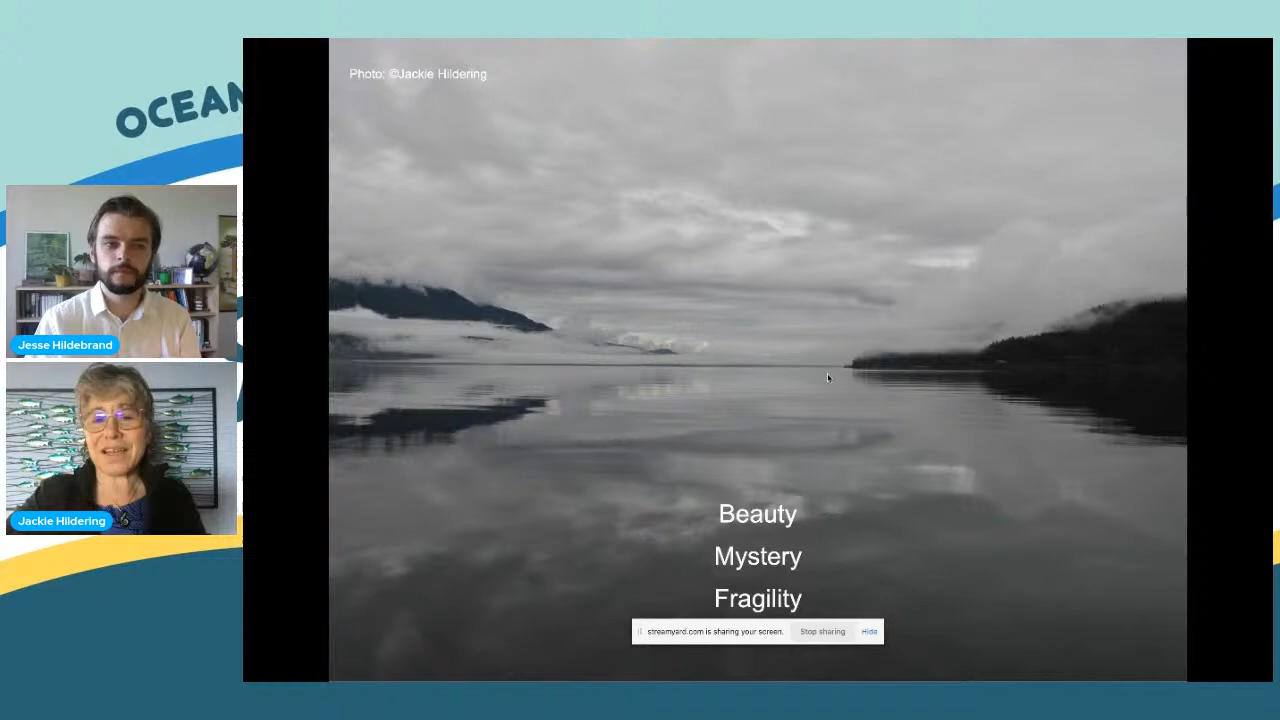 OCEAN
Photo: ©Jackie Hildering
Jesse Hildebrand
Jackie Hildering
Beauty
Mystery
Fragility
streamyard.com is sharing your screen. Stop sharing Hide